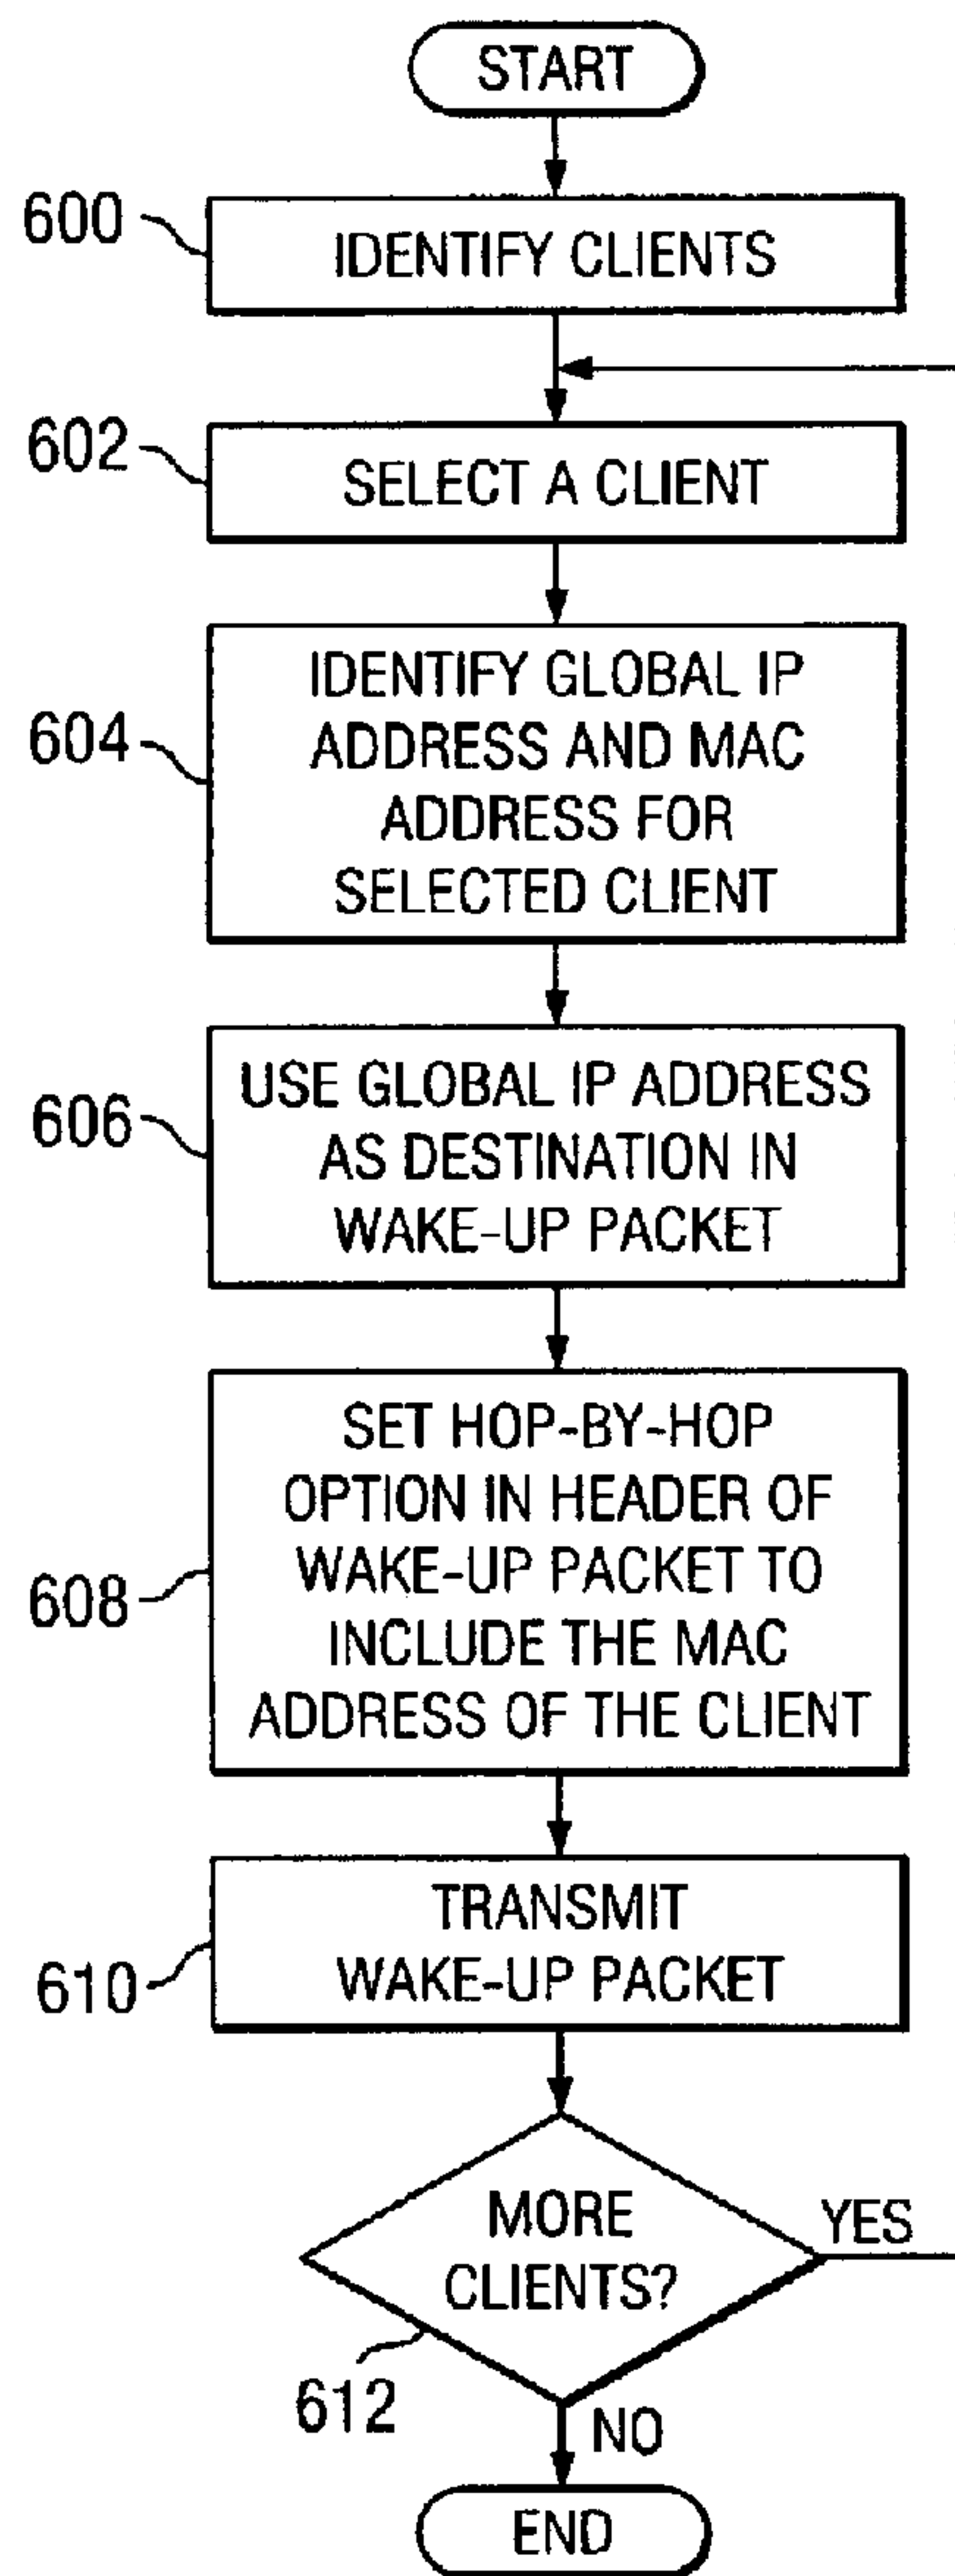 START
600
IDENTIFY CLIENTS
602
SELECT A CLIENT
604
IDENTIFY GLOBAL IP
ADDRESS AND MAC
ADDRESS FOR
SELECTED CLIENT
606
USE GLOBAL IP ADDRESS
AS DESTINATION IN
WAKE-UP PACKET
608
SET HOP-BY-HOP
OPTION IN HEADER OF
WAKE-UP PACKET TO
INCLUDE THE MAC
ADDRESS OF THE CLIENT
610
TRANSMIT
WAKE-UP PACKET
MORE
CLIENTS?
YES
612
NO
END